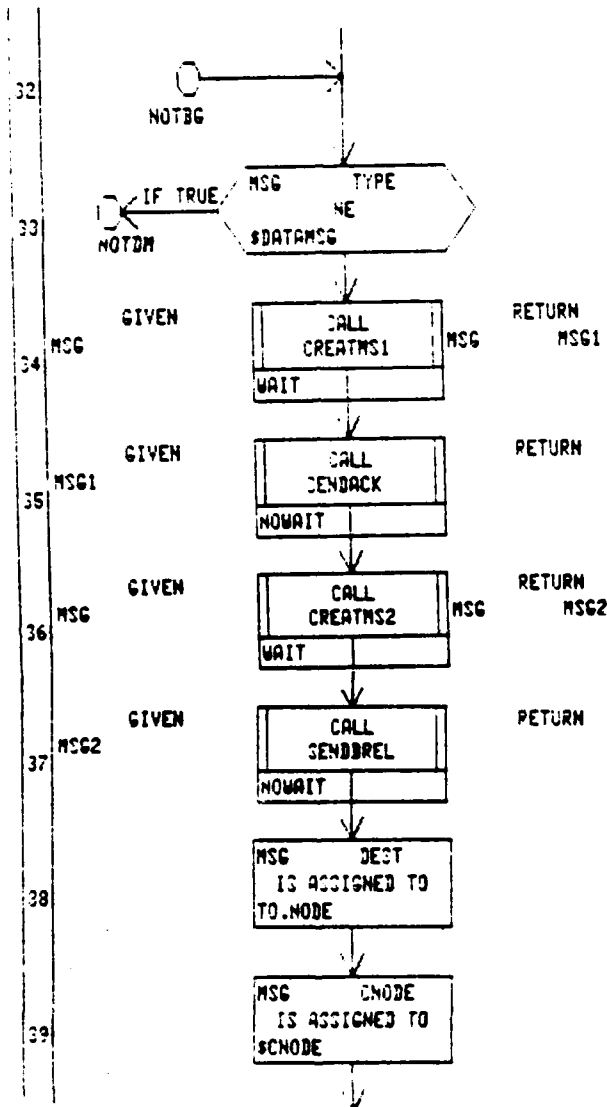 32
NOTBG
MSG TYPE
NE
$DATAMSG
IF TRUE
33
NOTDM
GIVEN
MSG
34
CALL
CREATMS1
WAIT
RETURN
MSG MSG1
GIVEN
MSG1
35
CALL
SENDACK
NOWAIT
RETURN
GIVEN
MSG
36
CALL
CREATMS2
WAIT
RETURN
MSG MSG2
GIVEN
MSG2
37
CALL
SENDBREL
NOWAIT
RETURN
38
MSG DEST
IS ASSIGNED TO
TO.NODE
39
MSG CNODE
IS ASSIGNED TO
$CNODE